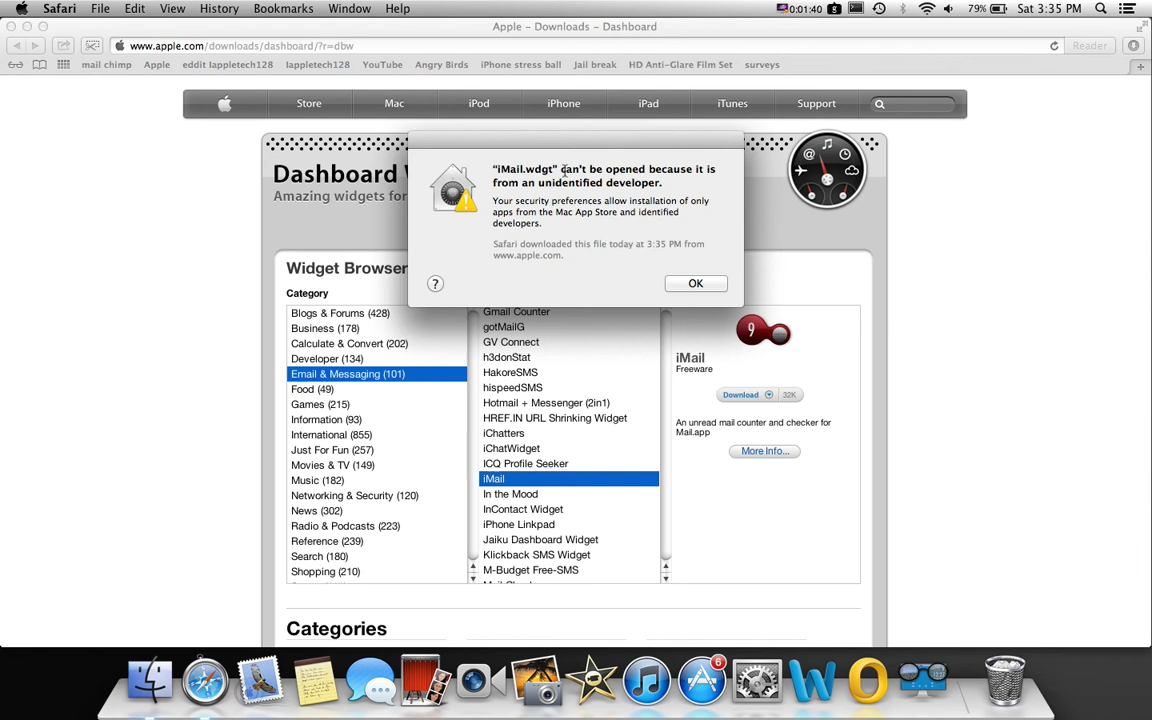 Safari File Edit View History Bookmarks Window Help
00:01:40
79%
Sat 3:35 PM
Apple - Downloads - Dashboard
www.apple.com/downloads/dashboard/?r=dbw
Reader
mail chimp Apple eddit Iappletech128 Iappletech128 YouTube Angry Birds iPhone stress ball Jail break HD Anti-Glare Film Set surveys
Store Mac iPod iPhone iPad iTunes Support
Dashboard
Amazing widgets for
"iMail.wdgt" can't be opened because it is
from an unidentified developer.
Your security preferences allow installation of only
apps from the Mac App Store and identified
developers.
Safari downloaded this file today at 3:35 PM from
www.apple.com.
?
OK
Widget Browser
Category
Blogs & Forums (428)
Business (178)
Calculate & Convert (202)
Developer (134)
Email & Messaging (101)
Food (49)
Games (215)
Information (93)
International (855)
Just For Fun (257)
Movies & TV (149)
Music (182)
Networking & Security (120)
News (302)
Radio & Podcasts (223)
Reference (239)
Search (180)
Shopping (210)
Gmail Counter
gotMailG
GV Connect
h3donStat
HakoreSMS
hispeedSMS
Hotmail + Messenger (2in1)
HREF.IN URL Shrinking Widget
iChatters
iChatWidget
ICQ Profile Seeker
iMail
In the Mood
InContact Widget
iPhone Linkpad
Jaiku Dashboard Widget
Klickback SMS Widget
M-Budget Free-SMS
9
iMail
Freeware
Download 32K
An unread mail counter and checker for
Mail.app
More Info...
Categories
6